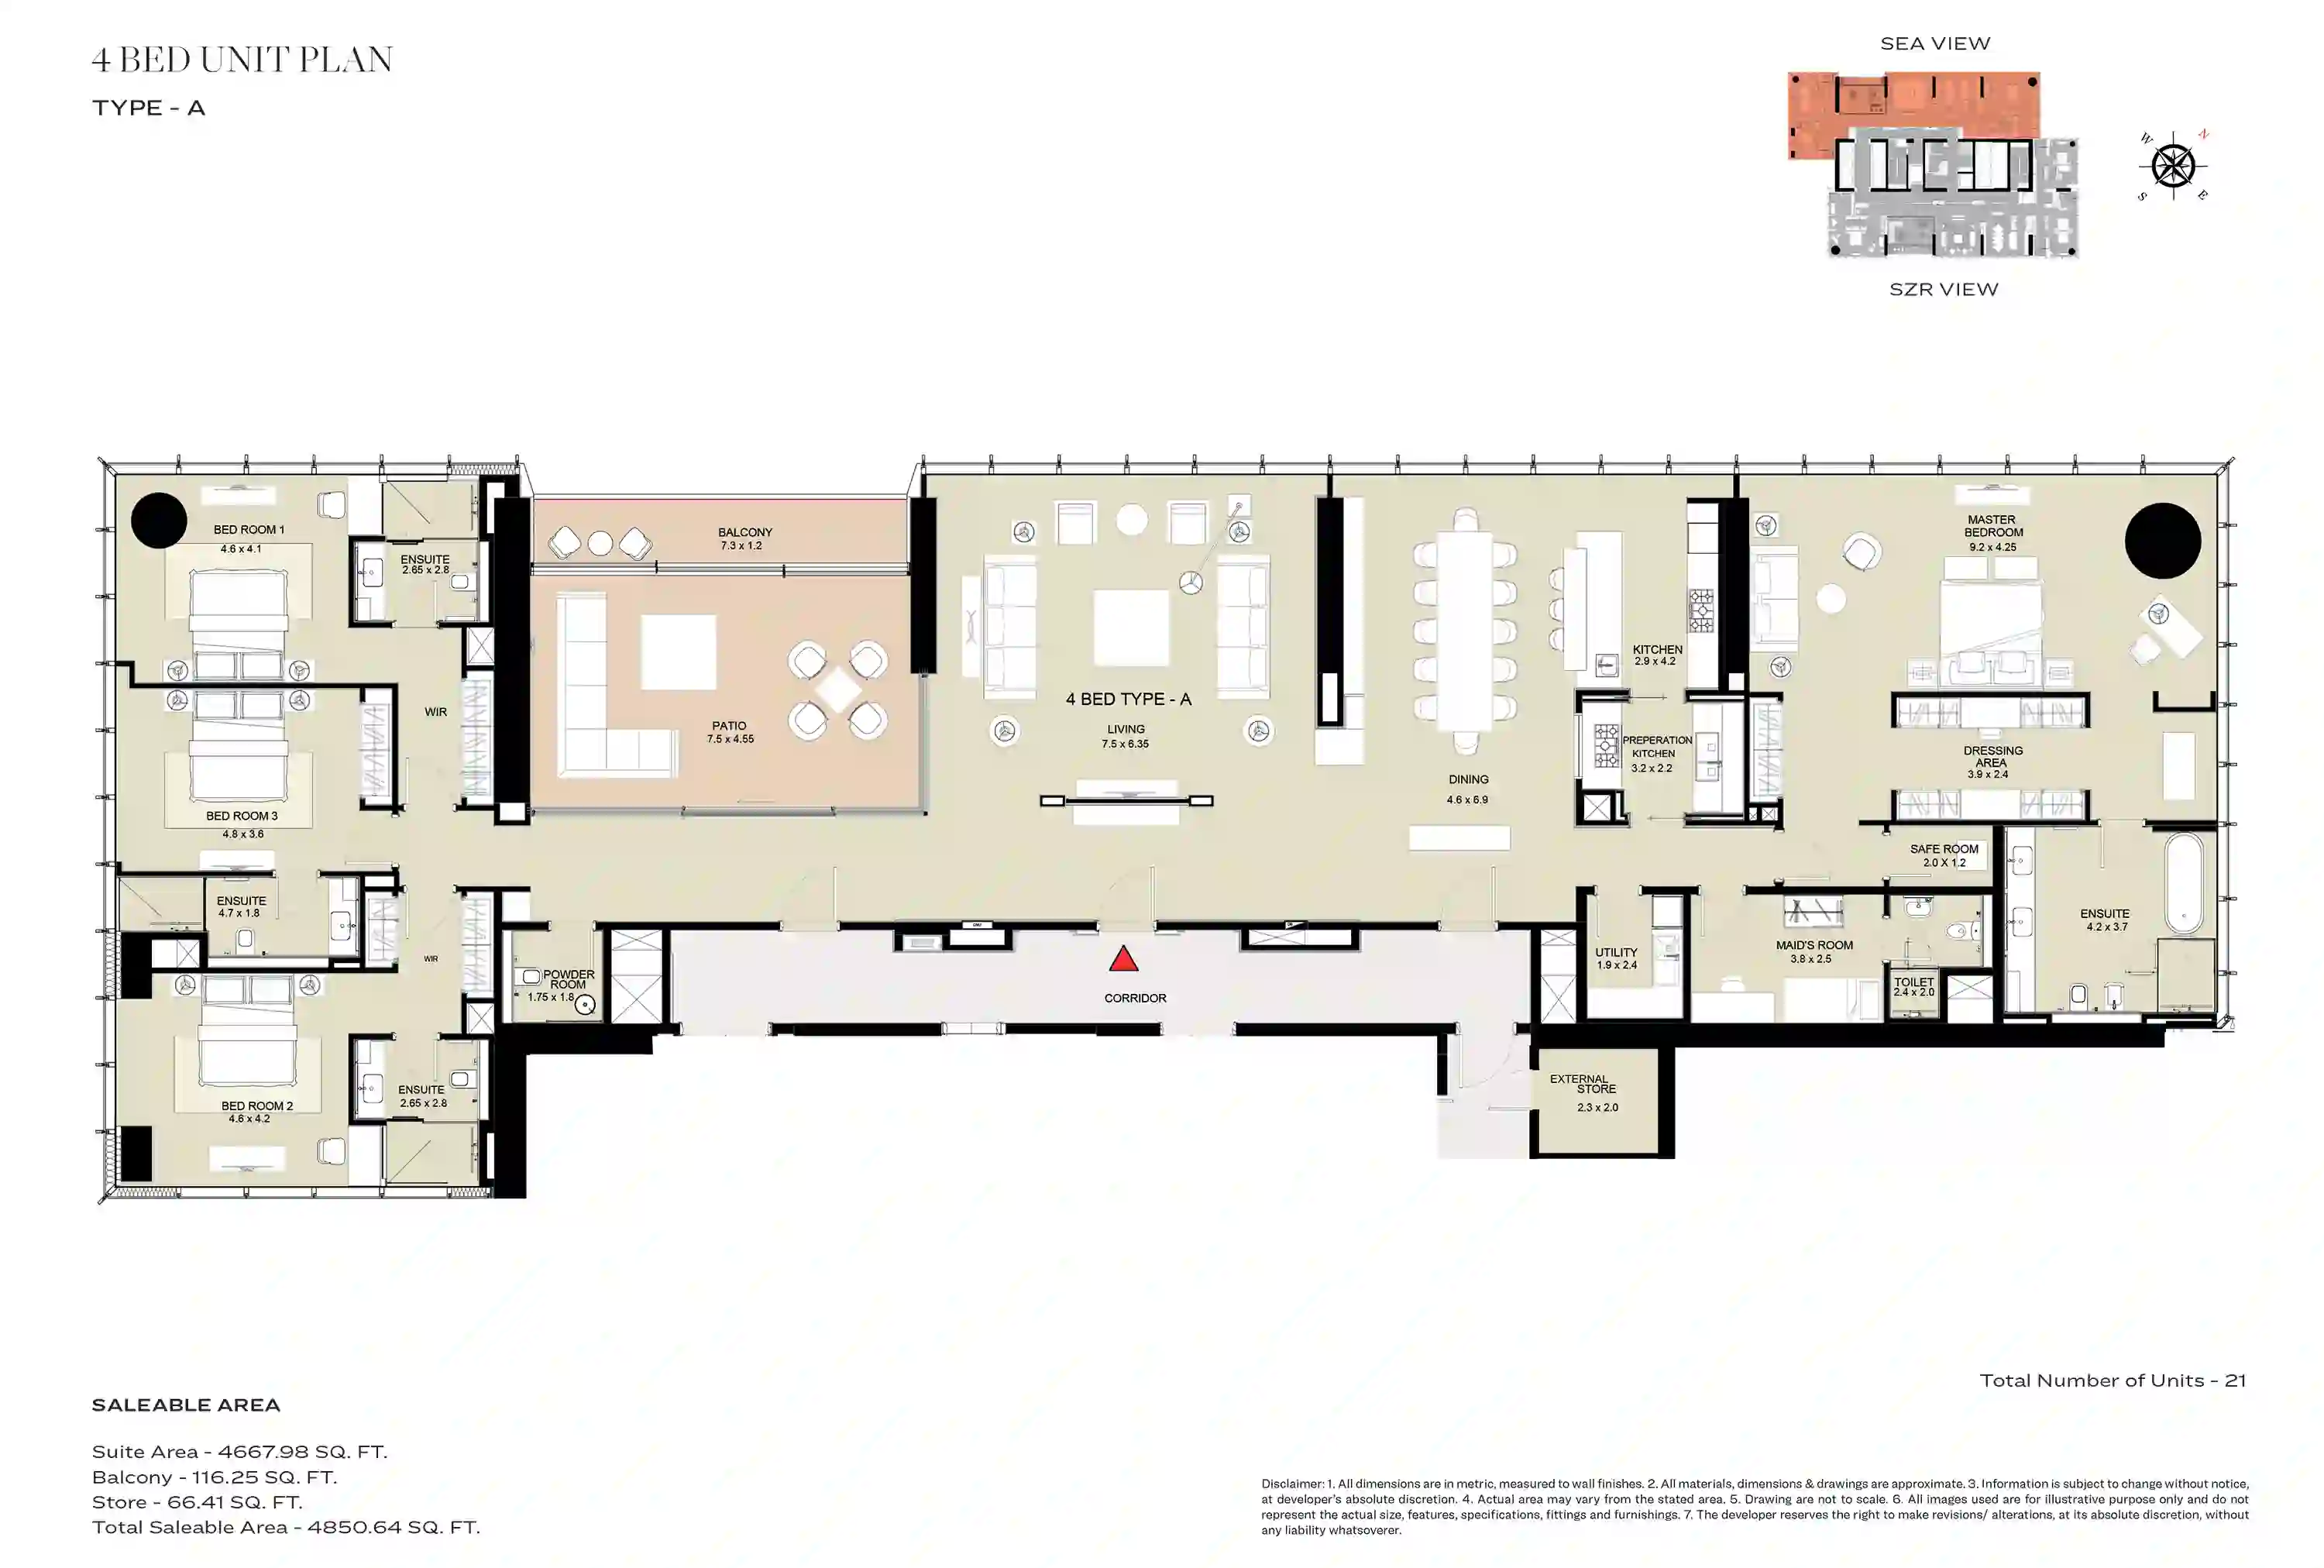 4 BED UNIT PLAN
TYPE - A
SEA VIEW
W
N
S
E
SZR VIEW
BED ROOM 1
4.6 x 4.1
ENSUITE
2.65 x 2.8
BALCONY
7.3 x 1.2
MASTER
BEDROOM
9.2 x 4.25
KITCHEN
2.9 x 4.2
WIR
PATIO
7.5 x 4.55
4 BED TYPE - A
LIVING
7.5 x 6.35
PREPERATION
KITCHEN
3.2 x 2.2
DRESSING
AREA
3.9 x 2.4
DINING
4.6 x 6.9
BED ROOM 3
4.8 x 3.6
SAFE ROOM
2.0 X 1.2
ENSUITE
4.7 x 1.8
ENSUITE
4.2 x 3.7
WIR
POWDER
ROOM
1.75 x 1.8
UTILITY
1.9 x 2.4
MAID'S ROOM
3.8 x 2.5
TOILET
2.4 x 2.0
CORRIDOR
ENSUITE
2.65 x 2.8
BED ROOM 2
4.6 x 4.2
EXTERNAL
STORE
2.3 x 2.0
Total Number of Units - 21
SALEABLE AREA
Suite Area - 4667.98 SQ. FT.
Balcony - 116.25 SQ. FT.
Store - 66.41 SQ. FT.
Total Saleable Area - 4850.64 SQ. FT.
Disclaimer: 1. All dimensions are in metric, measured to wall finishes. 2. All materials, dimensions & drawings are approximate. 3. Information is subject to change without notice,
at developer's absolute discretion. 4. Actual area may vary from the stated area. 5. Drawing are not to scale. 6. All images used are for illustrative purpose only and do not
represent the actual size, features, specifications, fittings and furnishings. 7. The developer reserves the right to make revisions/ alterations, at its absolute discretion, without
any liability whatsoverer.